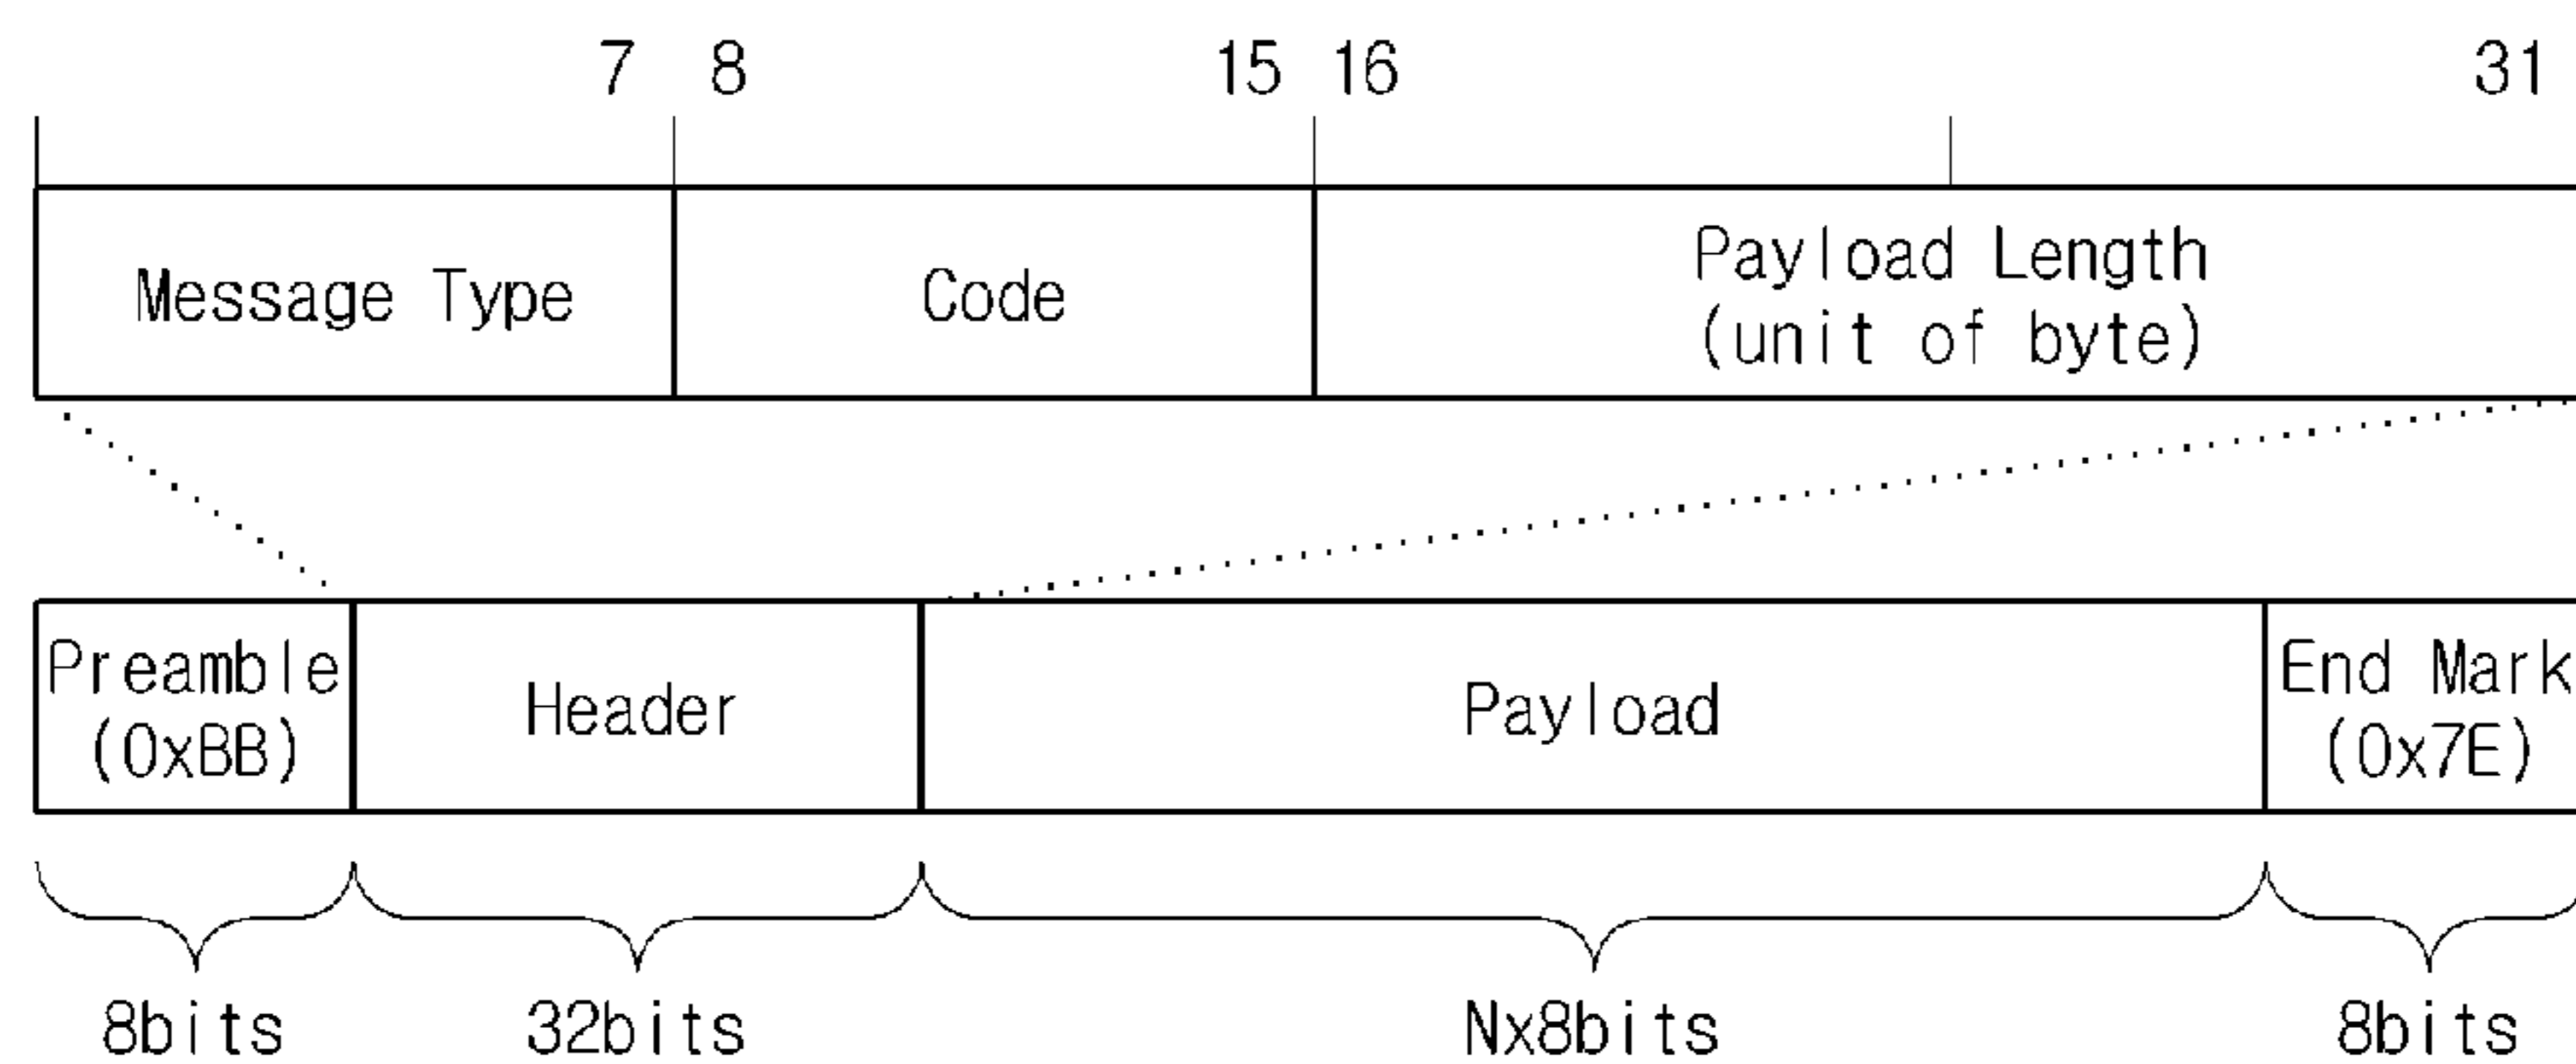 7 8 15 16 31
Message Type Code Payload Length
(unit of byte)
Preamble
(0xBB) Header Payload End Mark
(0x7E)
8bits 32bits Nx8bits 8bits